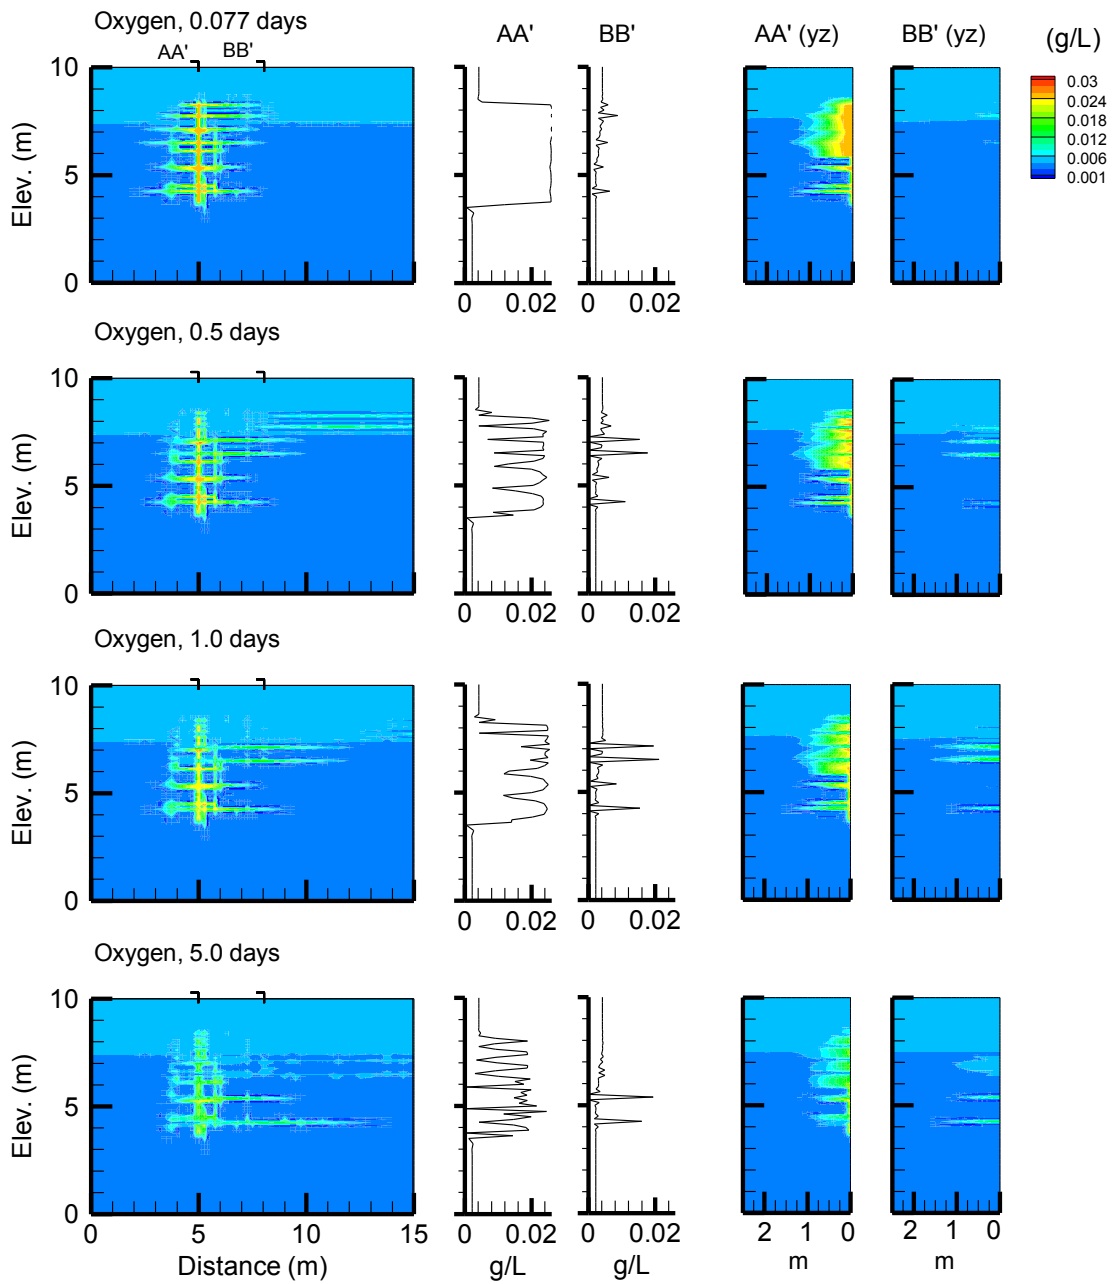 Oxygen, 0.077 days
AA' BB' AA' (yz) BB' (yz) (g/L)
AA' BB'
10
5
0
Elev. (m)
0 0.02 0 0.02
0.03
0.024
0.018
0.012
0.006
0.001
Oxygen, 0.5 days
10
5
0
Elev. (m)
0 0.02 0 0.02
Oxygen, 1.0 days
10
5
0
Elev. (m)
0 0.02 0 0.02
Oxygen, 5.0 days
10
5
0
Elev. (m)
0 5 10 15 0 0.02 0 0.02 2 1 0 2 1 0
Distance (m) g/L g/L m m